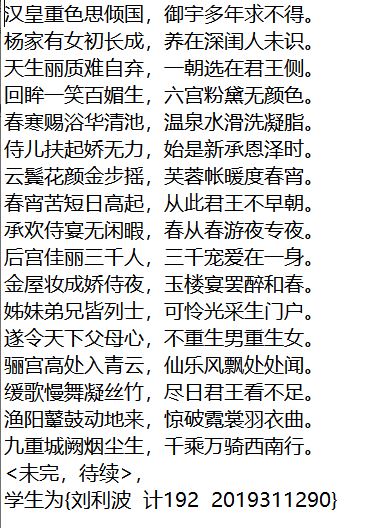 汉皇重色思倾国，御宇多年求不得。
杨家有女初长成，养在深闺人未识。
天生丽质难自弃，一朝选在君王侧。
回眸一笑百媚生，六宫粉黛无颜色。
春寒赐浴华清池，温泉水滑洗凝脂。
侍儿扶起娇无力，始是新承恩泽时。
云鬓花颜金步摇，芙蓉帐暖度春宵。
春宵苦短日高起，从此君王不早朝。
承欢侍宴无闲暇，春从春游夜专夜。
后宫佳丽三千人，三千宠爱在一身。
金屋妆成娇侍夜，玉楼宴罢醉和春。
姊妹弟兄皆列士，可怜光采生门户。
遂令天下父母心，不重生男重生女。
骊宫高处入青云，仙乐风飘处处闻。
缓歌慢舞凝丝竹，尽日君王看不足。
渔阳鼙鼓动地来，惊破霓裳羽衣曲。
九重城阙烟尘生，千乘万骑西南行。
<未完，待续>，
学生为{刘利波  计192  2019311290}